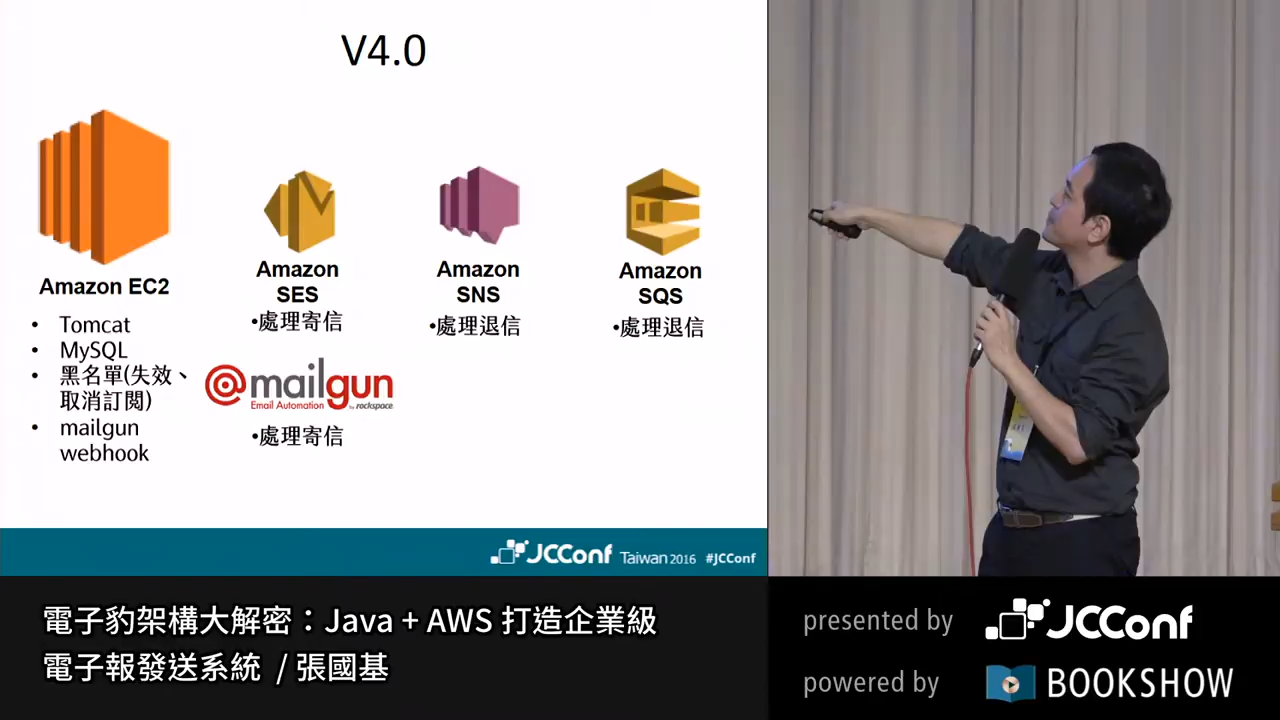 V4.0
Amazon EC2
• Tomcat
• MySQL
• 黑名單(失效、
取消訂閱)
• mailgun
webhook
Amazon
SES
•處理寄信
@mailgun
Email Automation by rackspace
•處理寄信
Amazon
SNS
•處理退信
Amazon
SQS
•處理退信
JCConf Taiwan 2016 #JCConf
電子豹架構大解密：Java + AWS 打造企業級
電子報發送系統 / 張國基
presented by JCConf
powered by BOOKSHOW